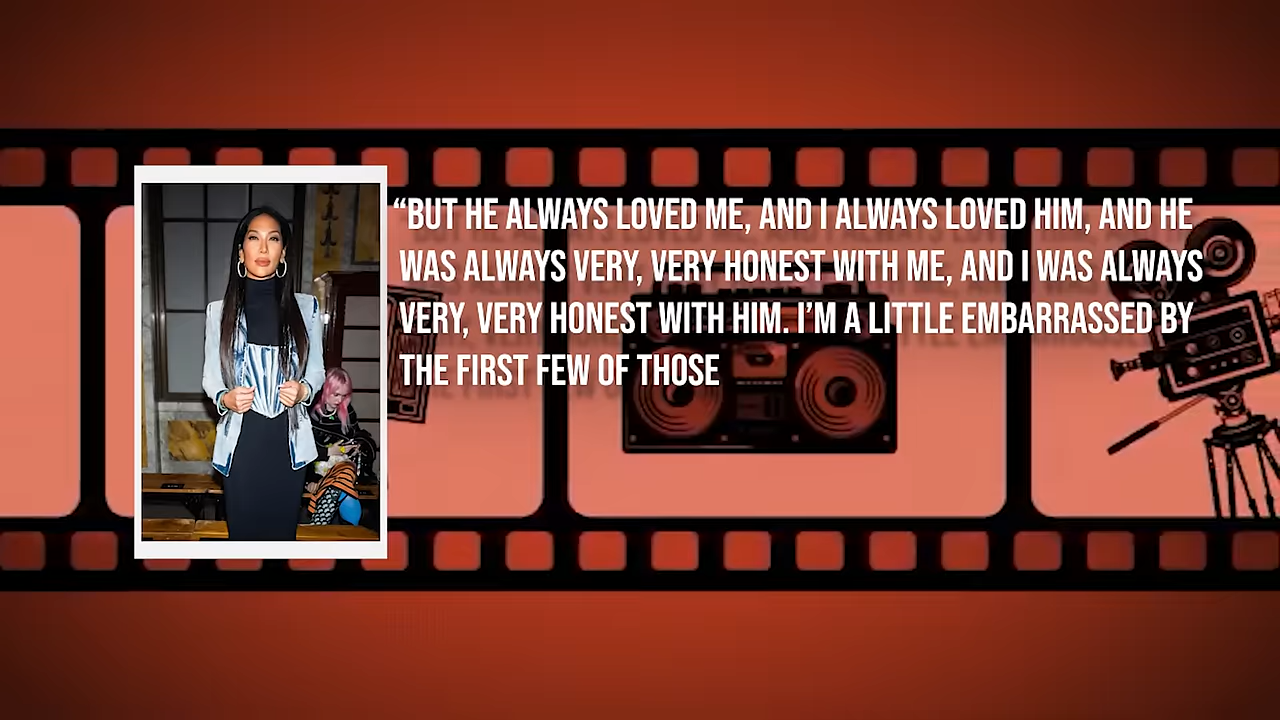 “BUT HE ALWAYS LOVED ME, AND I ALWAYS LOVED HIM, AND HE
WAS ALWAYS VERY, VERY HONEST WITH ME, AND I WAS ALWAYS
VERY, VERY HONEST WITH HIM. I’M A LITTLE EMBARRASSED BY
THE FIRST FEW OF THOSE